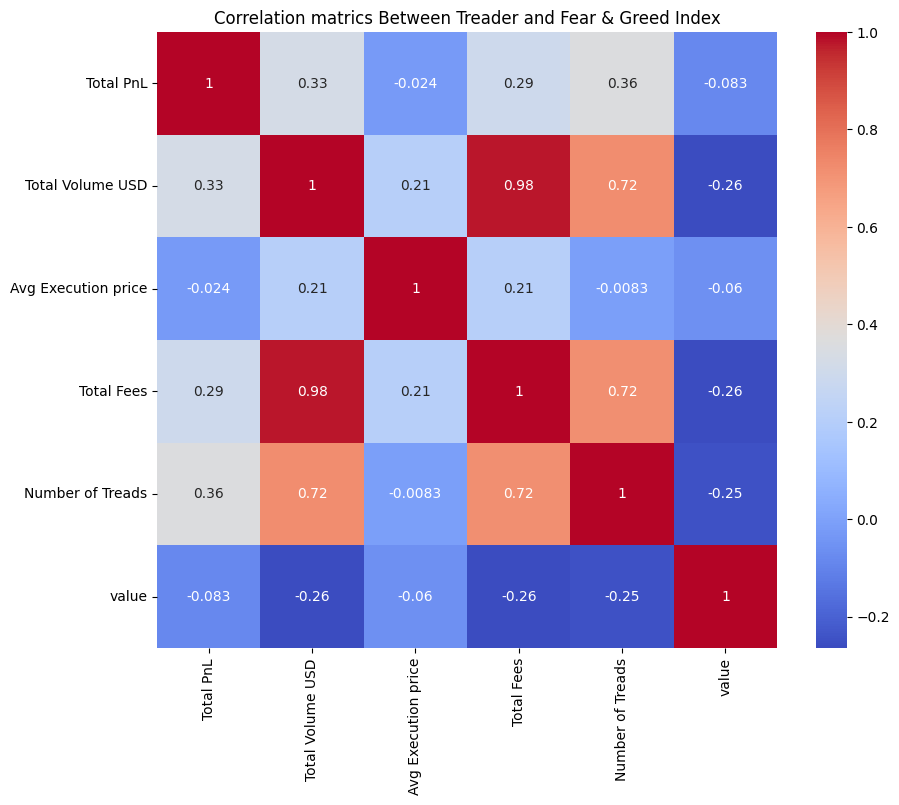 Correlation matrics Between Treader and Fear & Greed Index
Total PnL 1 0.33 -0.024 0.29 0.36 -0.083
Total Volume USD 0.33 1 0.21 0.98 0.72 -0.26
Avg Execution price -0.024 0.21 1 0.21 -0.0083 -0.06
Total Fees 0.29 0.98 0.21 1 0.72 -0.26
Number of Treads 0.36 0.72 -0.0083 0.72 1 -0.25
value -0.083 -0.26 -0.06 -0.26 -0.25 1
Total PnL
Total Volume USD
Avg Execution price
Total Fees
Number of Treads
value
1.0
0.8
0.6
0.4
0.2
0.0
−0.2